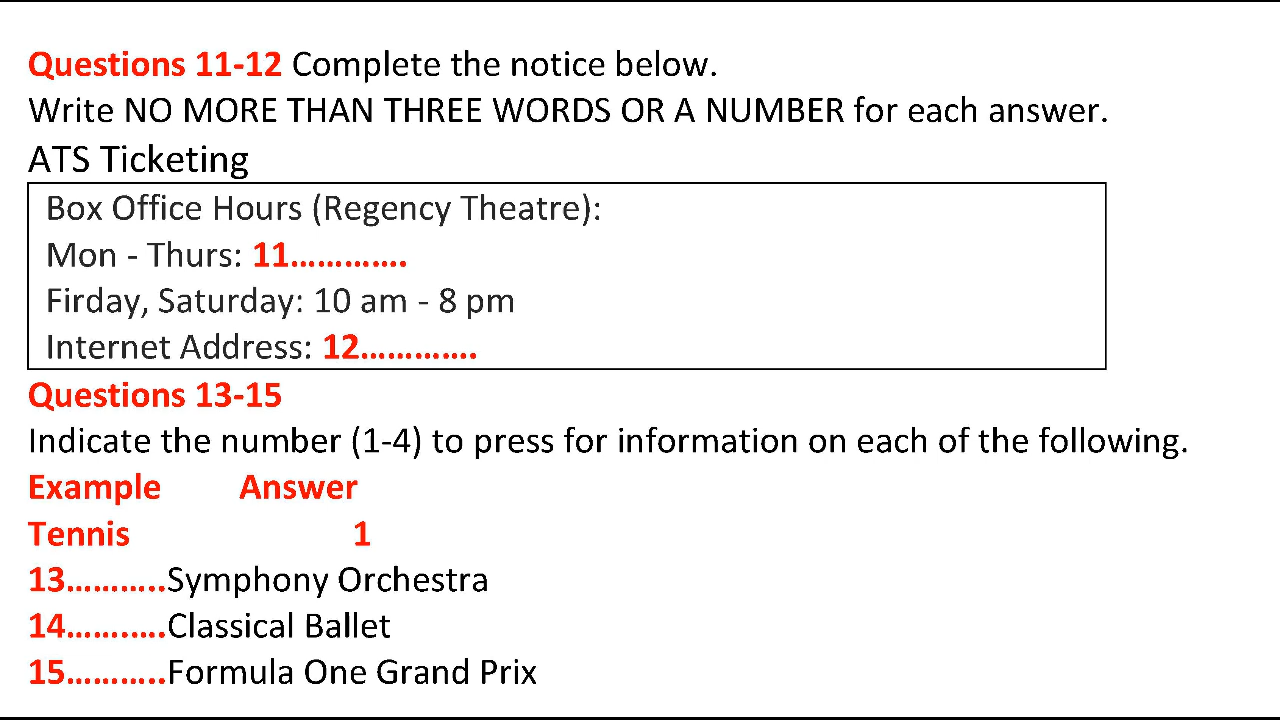 Questions 11-12 Complete the notice below.
Write NO MORE THAN THREE WORDS OR A NUMBER for each answer.
ATS Ticketing
Box Office Hours (Regency Theatre):
Mon - Thurs: 11………….
Firday, Saturday: 10 am - 8 pm
Internet Address: 12………….
Questions 13-15
Indicate the number (1-4) to press for information on each of the following.
Example Answer
Tennis 1
13………..Symphony Orchestra
14………..Classical Ballet
15………..Formula One Grand Prix